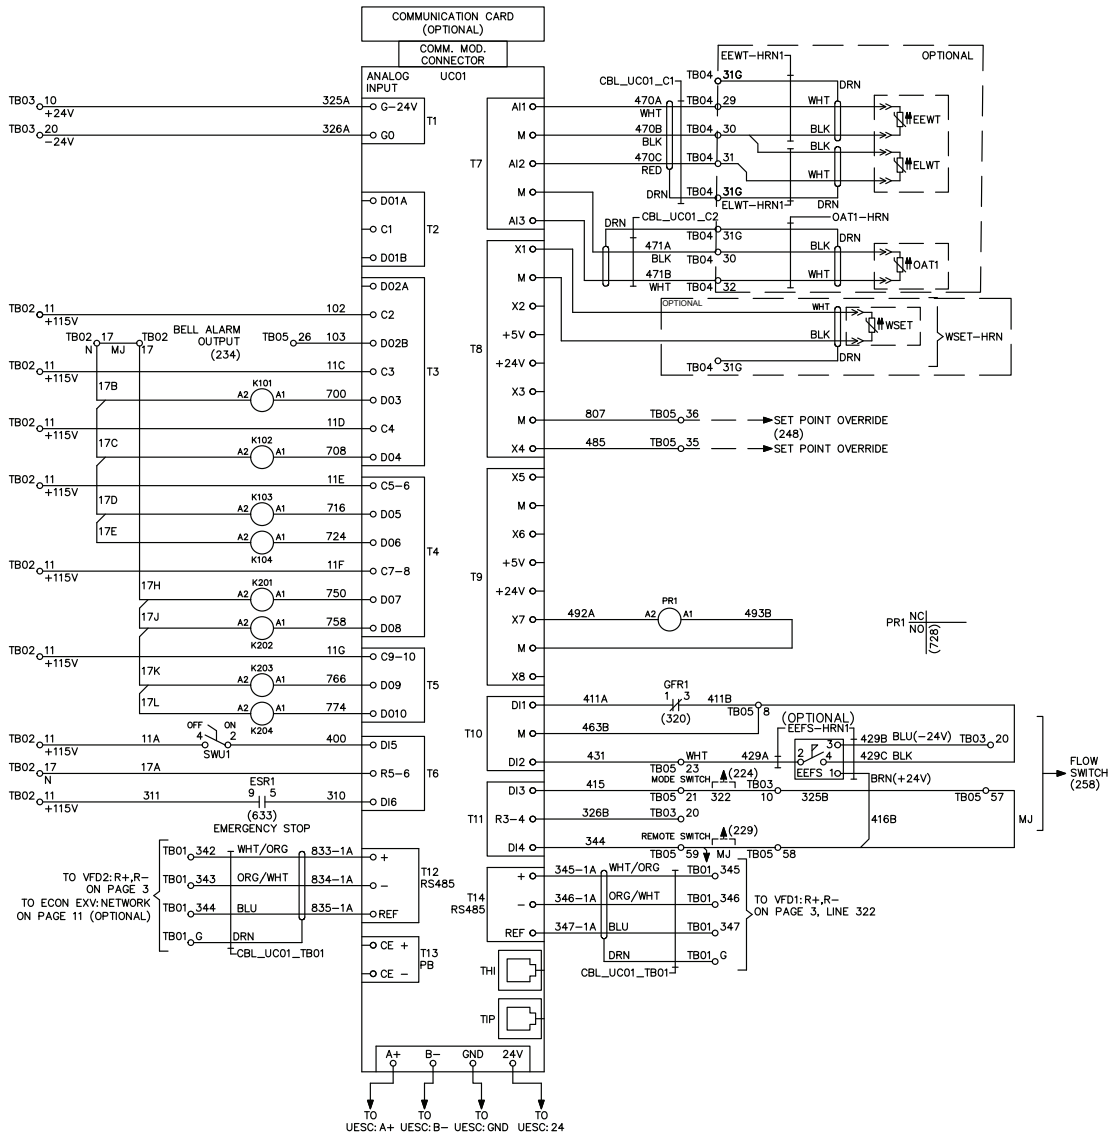 COMMUNICATION CARD
(OPTIONAL)
COMM. MOD.
CONNECTOR
ANALOG
INPUT
UC01
TB03 10
+24V
325A
G-24V
T1
TB03 20
-24V
326A
G0
D01A
C1
T2
D01B
D02A
TB02 11
+115V
102
C2
TB02 17
N
MJ
TB02
17
BELL ALARM
OUTPUT
(234)
TB05 26
103
D02B
TB02 11
+115V
11C
C3
T3
17B
A2 K101 A1
700
D03
TB02 11
+115V
11D
C4
17C
A2 K102 A1
708
D04
TB02 11
+115V
11E
C5-6
17D
A2 K103 A1
716
D05
17E
A2 A1
K104
724
D06
T4
TB02 11
+115V
11F
C7-8
17H
A2 K201 A1
750
D07
17J
A2 A1
K202
758
D08
TB02 11
+115V
11G
C9-10
17K
A2 K203 A1
766
D09
T5
17L
A2 A1
K204
774
D010
TB02 11
+115V
11A
OFF ON
4 2
SWU1
400
DI5
TB02 17
N
17A
R5-6
T6
TB02 11
+115V
311
ESR1
9 5
(633)
EMERGENCY STOP
310
DI6
TO VFD2:R+,R-
ON PAGE 3
TO ECON EXV:NETWORK
ON PAGE 11 (OPTIONAL)
TB01 342
WHT/ORG
833-1A
+
T12
RS485
TB01 343
ORG/WHT
834-1A
-
TB01 344
BLU
835-1A
REF
TB01 G
DRN
CBL_UC01_TB01
CE +
T13
PB
CE -
AI1
M
T7
AI2
M
AI3
X1
M
X2
+5V
T8
+24V
X3
M
X4
X5
M
X6
+5V
T9
+24V
X7
M
X8
DI1
T10
M
DI2
DI3
T11
R3-4
DI4
+
T14
RS485
-
REF
THI
TIP
EEWT-HRN1
OPTIONAL
CBL_UC01_C1
TB04 31G
DRN
470A
WHT
TB04 29
WHT
EEWT
470B
BLK
TB04 30
BLK
BLK
470C
RED
TB04 31
WHT
ELWT
DRN
TB04 31G
ELWT-HRN1
DRN
CBL_UC01_C2
OAT1-HRN
DRN
TB04 31G
DRN
471A
BLK
TB04 30
BLK
OAT1
471B
WHT
TB04 32
WHT
OPTIONAL
WHT
WSET
BLK
WSET-HRN
DRN
TB04 31G
807
TB05 36
SET POINT OVERRIDE
(248)
485
TB05 35
SET POINT OVERRIDE
492A
PR1
A2 A1
493B
PR1 NC
NO
(728)
411A
GFR1
1 3
(320)
411B
TB05 8
463B
(OPTIONAL)
EEFS-HRN1
431
WHT
TB05 23
429A
2 3
4
EEFS 1
429B BLU(-24V)
TB03 20
429C BLK
BRN(+24V)
FLOW
SWITCH
(258)
415
MODE SWITCH
TB05 21
(224)
322
TB03
10
325B
TB05 57
326B
TB03 20
416B
MJ
344
REMOTE SWITCH
TB05 59
(229)
MJ
TB05 58
345-1A
WHT/ORG
TB01 345
346-1A
ORG/WHT
TB01 346
TO VFD1:R+,R-
ON PAGE 3, LINE 322
347-1A
BLU
TB01 347
DRN
TB01 G
CBL_UC01_TB01
A+ B- GND 24V
TO TO TO TO
UESC: A+ UESC: B- UESC: GND UESC: 24